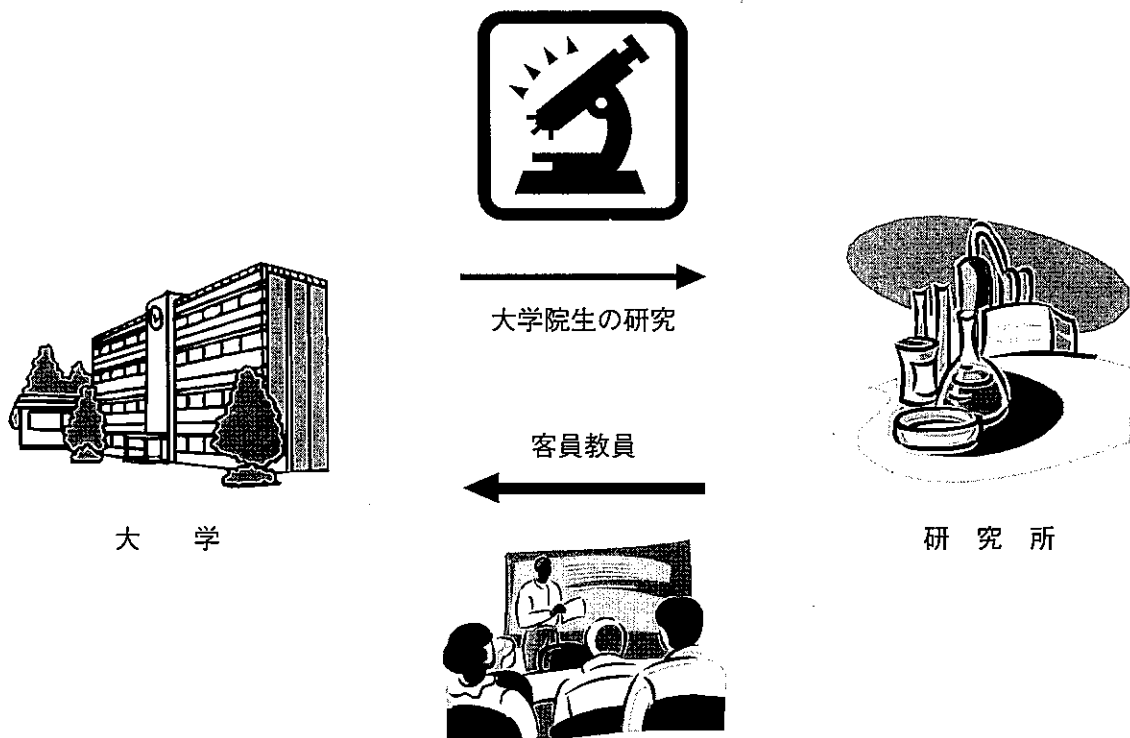 大学院生の研究
客員教員
大 学
研 究 所